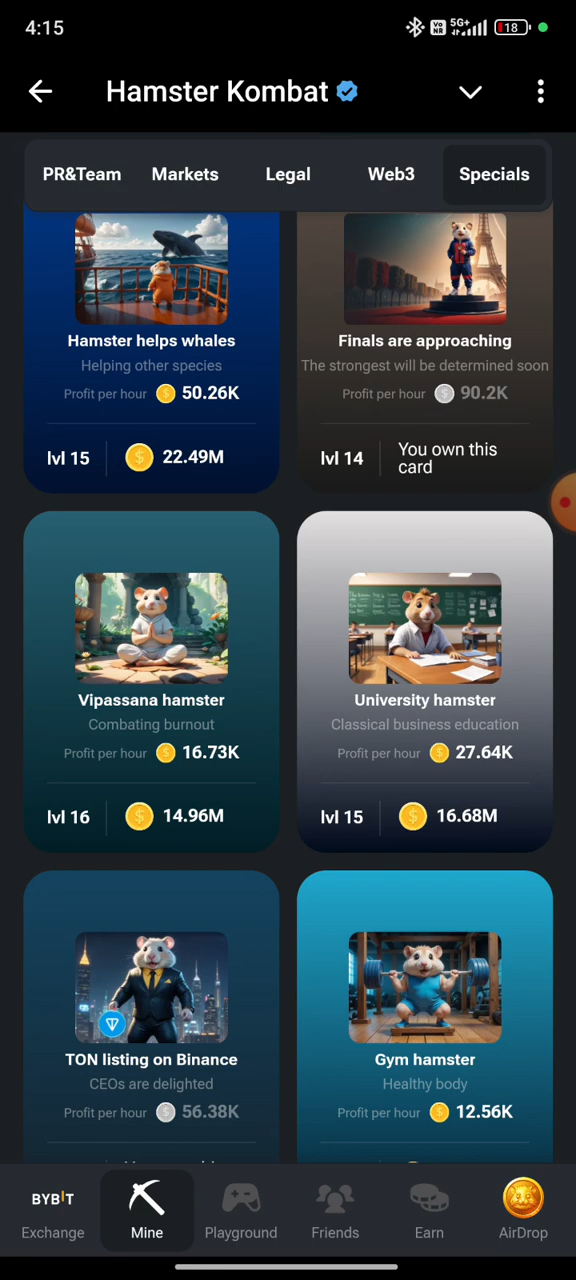 4:15
Vo
NR
5G+
18
Hamster Kombat
PR&Team
Markets
Legal
Web3
Specials
Hamster helps whales
Helping other species
Profit per hour 50.26K
lvl 15
22.49M
Finals are approaching
The strongest will be determined soon
Profit per hour 90.2K
lvl 14
You own this
card
Vipassana hamster
Combating burnout
Profit per hour 16.73K
lvl 16
14.96M
University hamster
Classical business education
Profit per hour 27.64K
lvl 15
16.68M
TON listing on Binance
CEOs are delighted
Profit per hour 56.38K
Gym hamster
Healthy body
Profit per hour 12.56K
BYBIT
Exchange
Mine
Playground
Friends
Earn
AirDrop